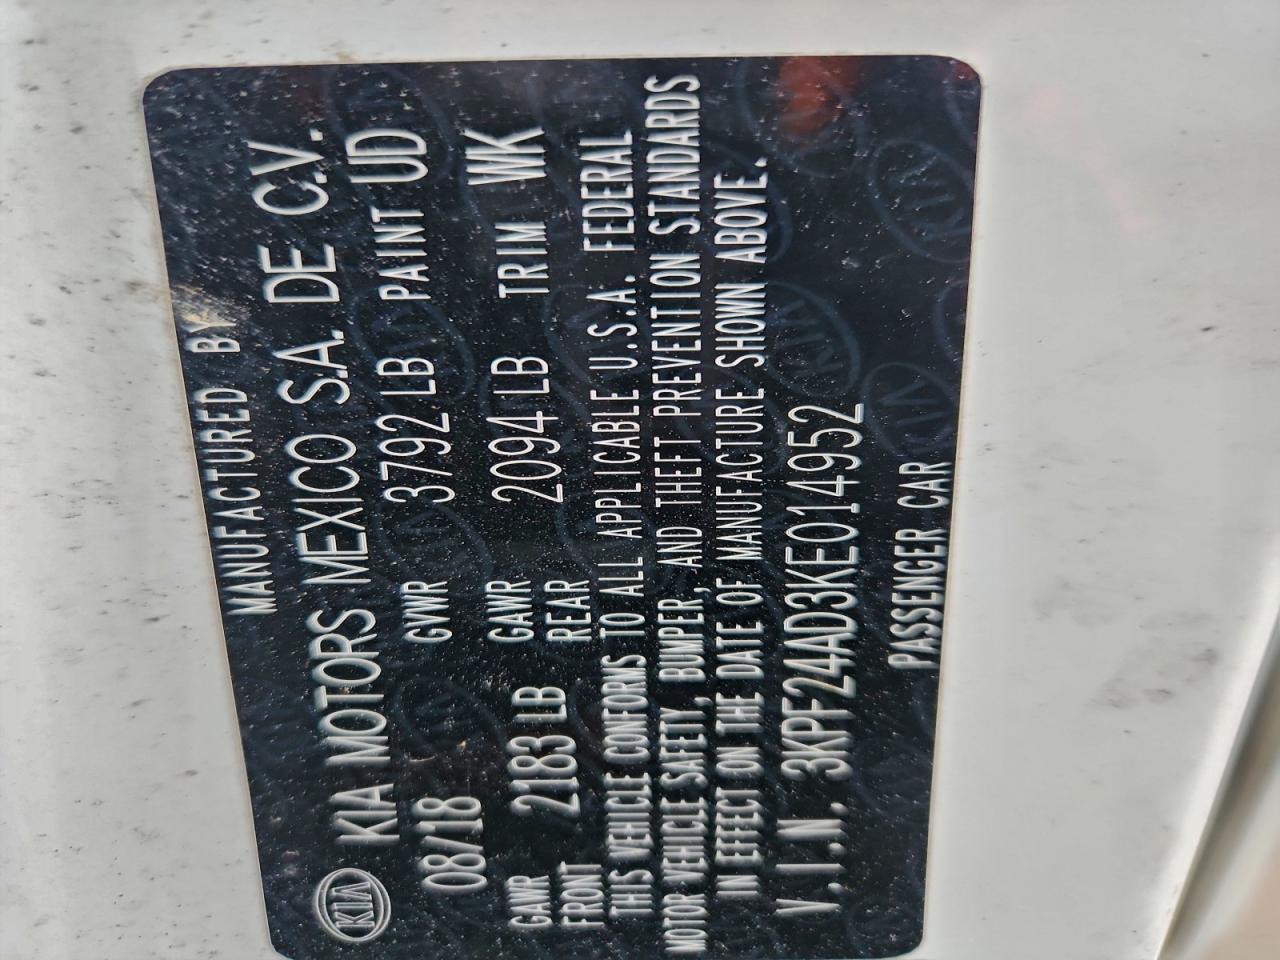 MANUFACTURED BY
KIA KIA MOTORS MEXICO S.A. DE C.V.
08/18 GVWR 3792 LB PAINT UD
GAWR FRONT 2183 LB GAWR REAR 2094 LB TRIM WK
THIS VEHICLE CONFORMS TO ALL APPLICABLE U.S.A. FEDERAL
MOTOR VEHICLE SAFETY, BUMPER, AND THEFT PREVENTION STANDARDS
IN EFFECT ON THE DATE OF MANUFACTURE SHOWN ABOVE.
V.I.N. 3KPF24AD3KE014952
PASSENGER CAR